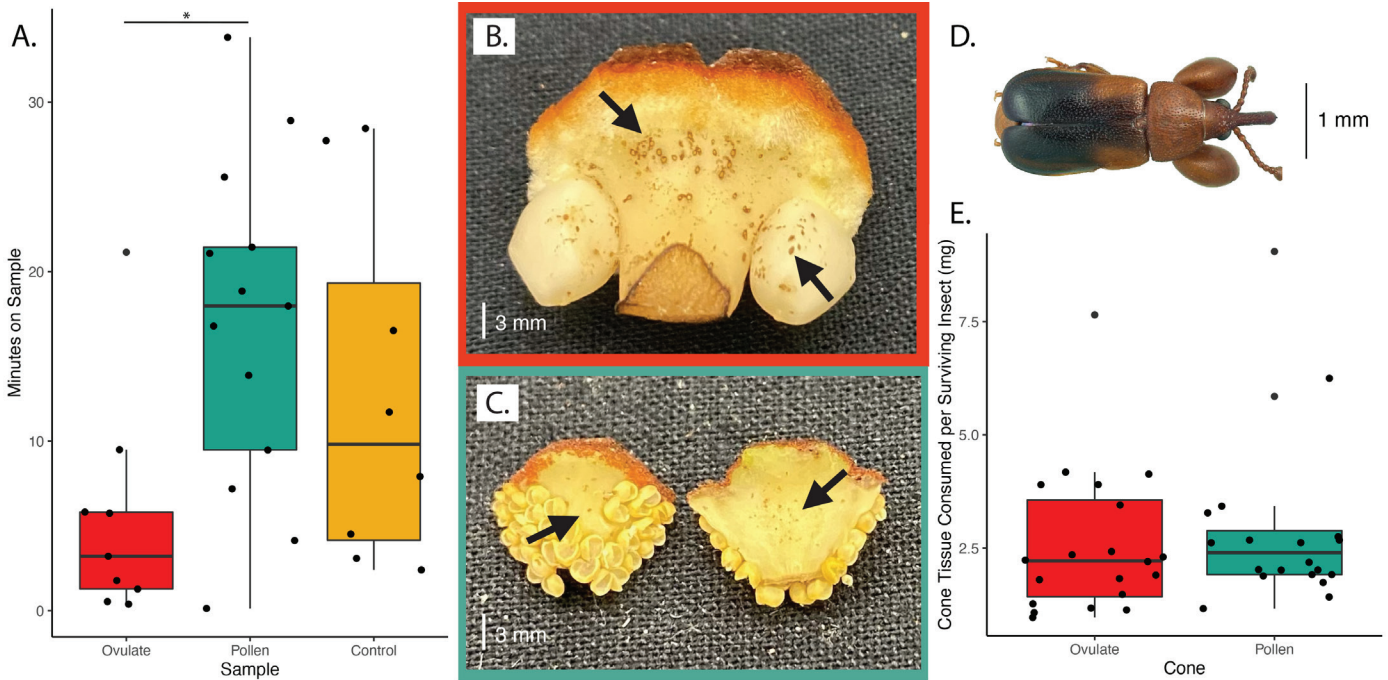 A.
*
Minutes on Sample
30
20
10
0
Ovulate
Pollen
Control
Sample
B.
3 mm
C.
3 mm
D.
1 mm
E.
Cone Tissue Consumed per Surviving Insect (mg)
7.5
5.0
2.5
Ovulate
Pollen
Cone